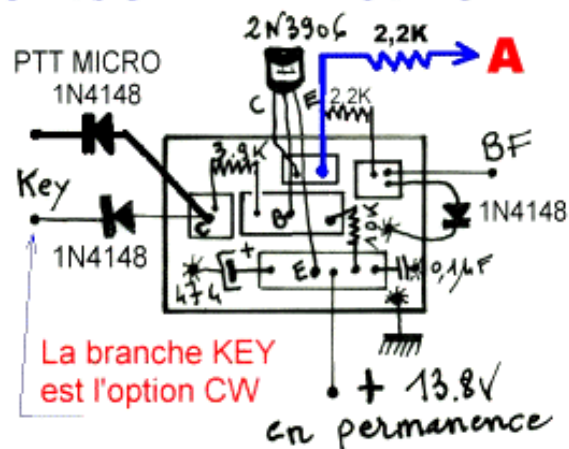 2N3906
2,2K
A
PTT MICRO
1N4148
C
E
2,2K
3,9K
BF
Key
C
B
10K
1N4148
1N4148
+
E
0,1µF
La branche KEY
est l'option CW
+ 13.8V
en permanence